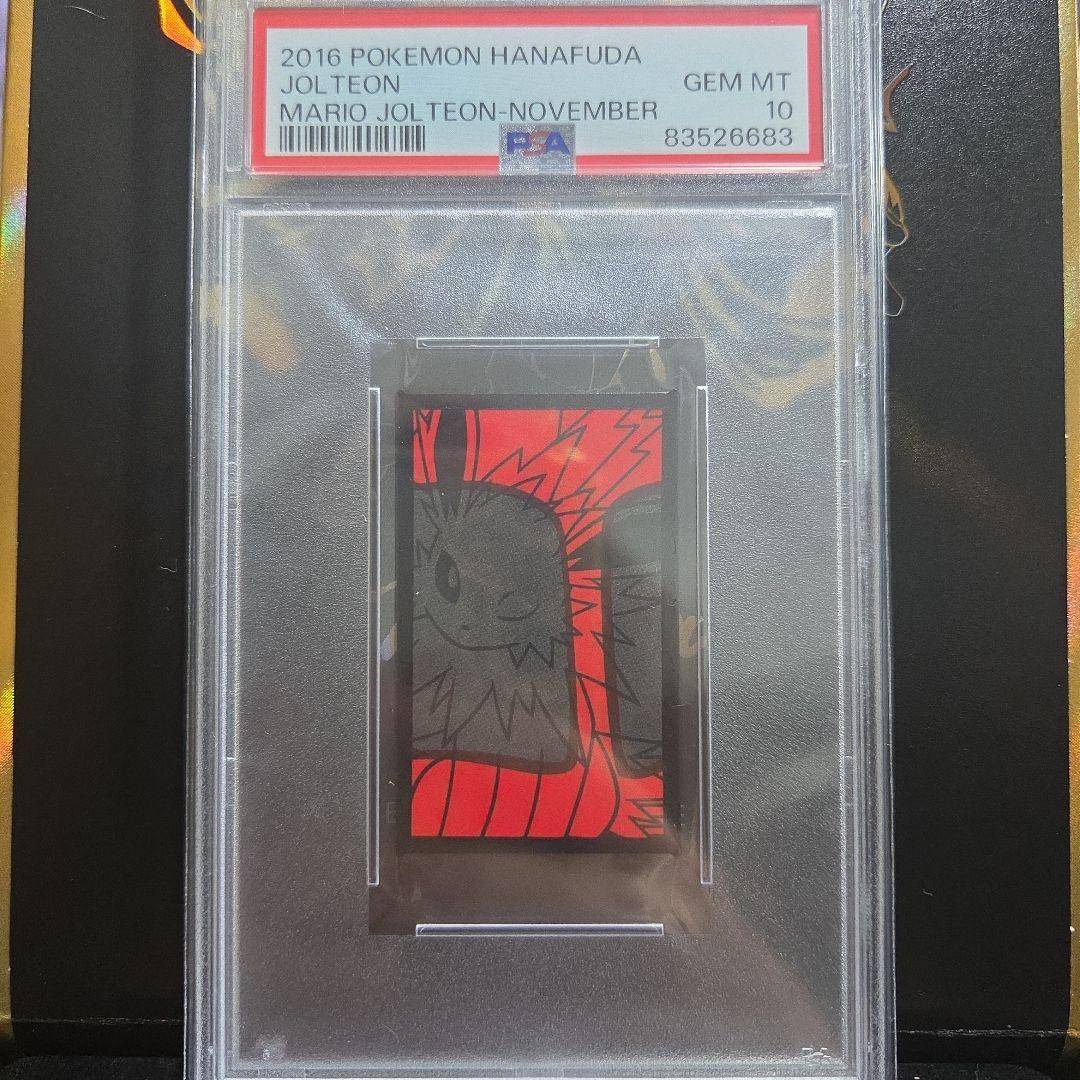 2016 POKEMON HANAFUDA
JOLTEON GEM MT
MARIO JOLTEON-NOVEMBER 10
PSA 83526683